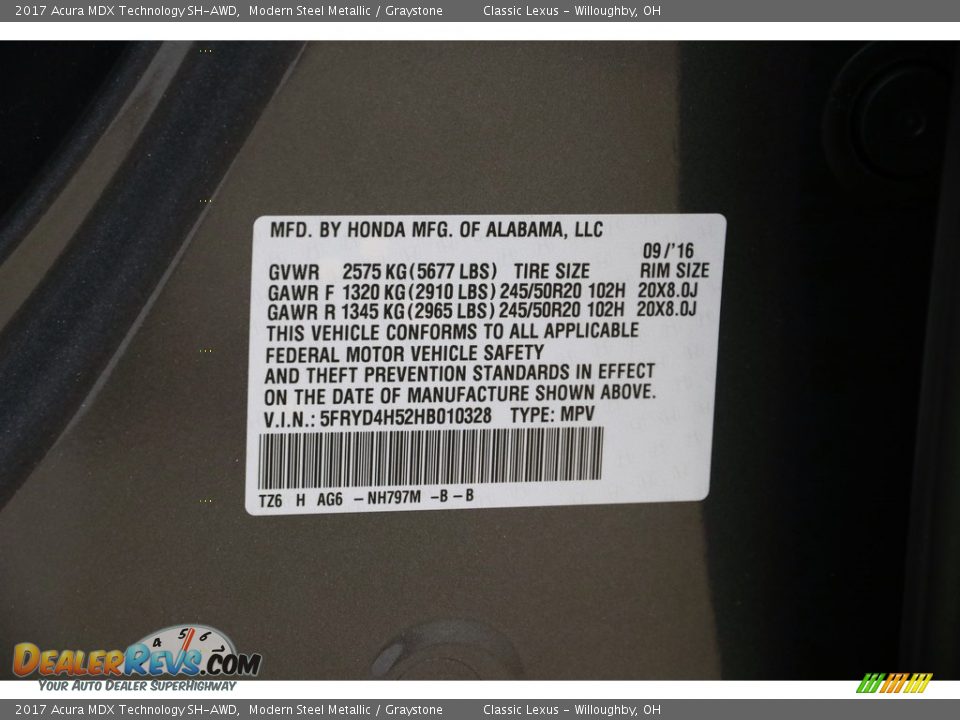 2017 Acura MDX Technology SH-AWD, Modern Steel Metallic / Graystone Classic Lexus - Willoughby, OH
MFD. BY HONDA MFG. OF ALABAMA, LLC
09/'16
GVWR 2575 KG(5677 LBS) TIRE SIZE RIM SIZE
GAWR F 1320 KG(2910 LBS) 245/50R20 102H 20X8.0J
GAWR R 1345 KG(2965 LBS) 245/50R20 102H 20X8.0J
THIS VEHICLE CONFORMS TO ALL APPLICABLE
FEDERAL MOTOR VEHICLE SAFETY
AND THEFT PREVENTION STANDARDS IN EFFECT
ON THE DATE OF MANUFACTURE SHOWN ABOVE.
V.I.N.: 5FRYD4H52HB010328 TYPE: MPV
TZ6 H AG6 -NH797M -B-B
4 5 6
DEALERREVS.COM
YOUR AUTO DEALER SUPERHIGHWAY
2017 Acura MDX Technology SH-AWD, Modern Steel Metallic / Graystone Classic Lexus - Willoughby, OH